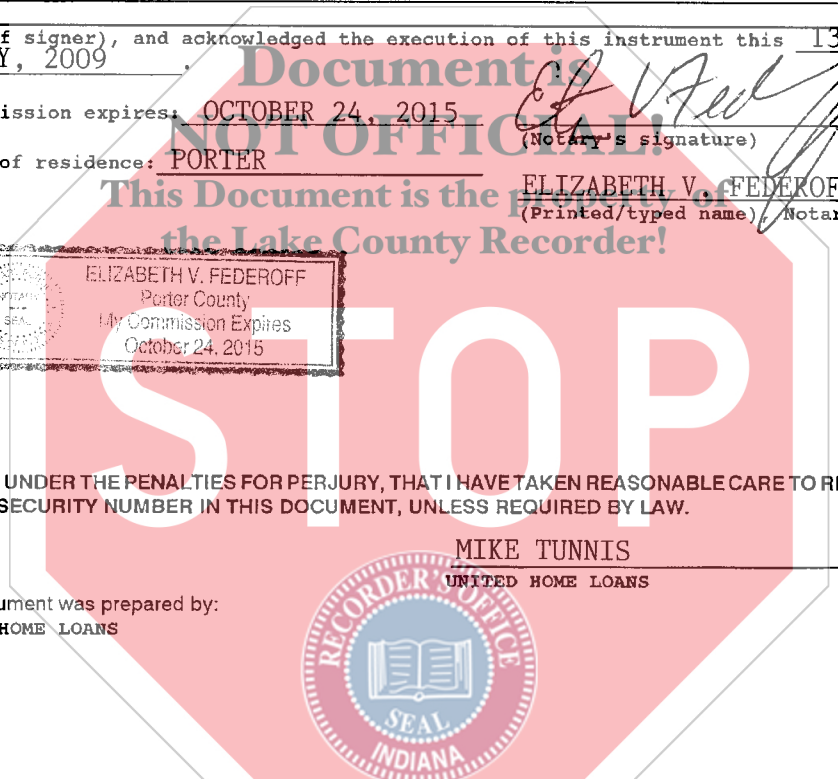 f signer), and acknowledged the execution of this instrument this 13
Y, 2009.
Document is
ission expires: OCTOBER 24, 2015
NOT OFFICIAL!
(Notary's signature)
of residence: PORTER
This Document is the property of
ELIZABETH V. FEDEROF
(Printed/typed name), Notar
the Lake County Recorder!
ELIZABETH V. FEDEROFF
Porter County
My Commission Expires
October 24, 2015
SEAL
STOP
UNDER THE PENALTIES FOR PERJURY, THAT I HAVE TAKEN REASONABLE CARE TO RE
SECURITY NUMBER IN THIS DOCUMENT, UNLESS REQUIRED BY LAW.
MIKE TUNNIS
UNITED HOME LOANS
ument was prepared by:
HOME LOANS
RECORDER'S OFFICE
SEAL
INDIANA